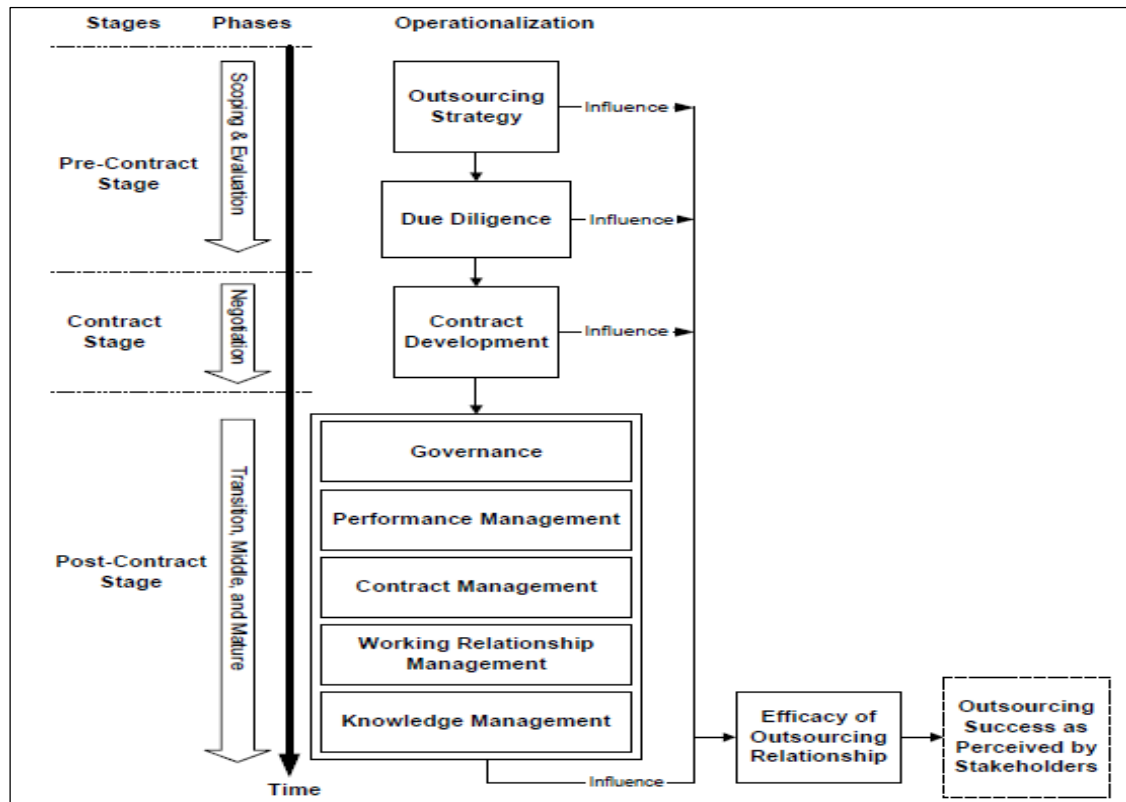 Stages Phases Operationalization
Scoping & Evaluation
Pre-Contract
Stage
Outsourcing
Strategy
Influence
Due Diligence
Influence
Contract
Stage
Negotiation
Contract
Development
Influence
Post-Contract
Stage
Transition, Middle, and Mature
Governance
Performance Management
Contract Management
Working Relationship
Management
Knowledge Management
Influence
Time
Efficacy of
Outsourcing
Relationship
Outsourcing
Success as
Perceived by
Stakeholders